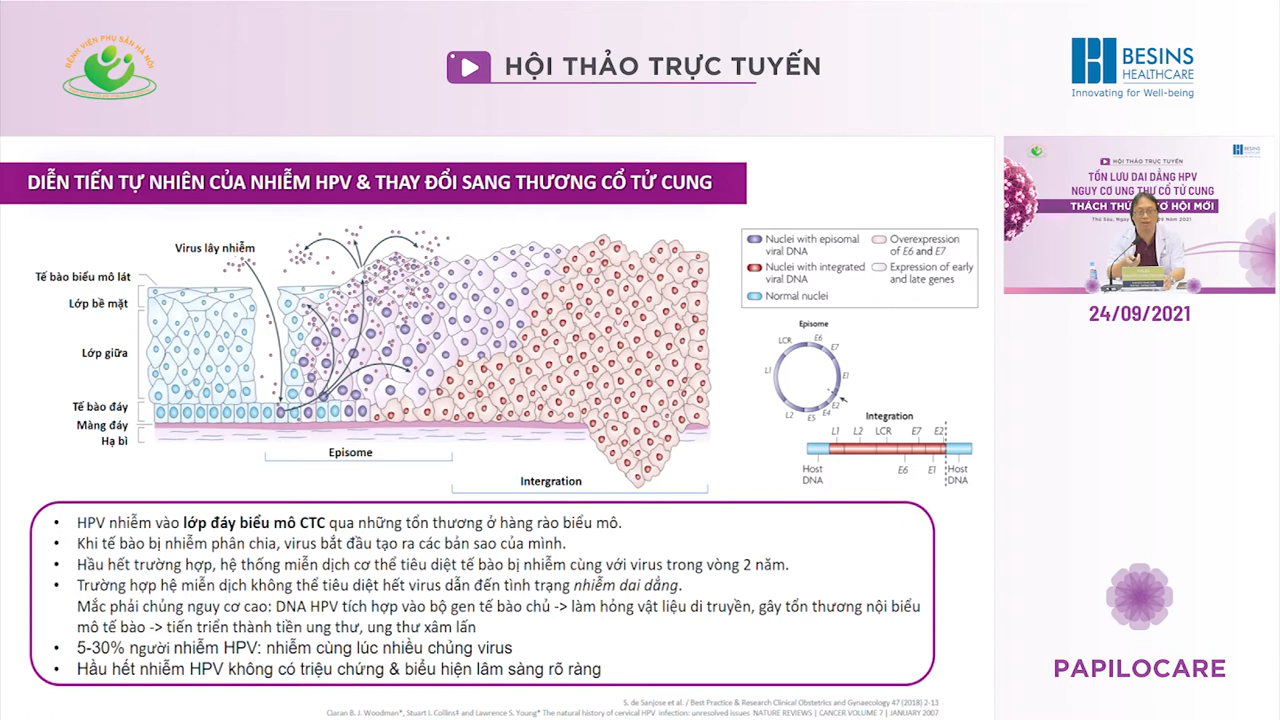 BỆNH VIỆN PHỤ SẢN HÀ NỘI
HỘI THẢO TRỰC TUYẾN
BESINS
HEALTHCARE
Innovating for Well-being
DIỄN TIẾN TỰ NHIÊN CỦA NHIỄM HPV & THAY ĐỔI SANG THƯƠNG CỔ TỬ CUNG
Virus lây nhiễm
Tế bào biểu mô lát
Lớp bề mặt
Lớp giữa
Tế bào đáy
Màng đáy
Hạ bì
Episome
Intergration
Nuclei with episomal
viral DNA
Nuclei with integrated
viral DNA
Normal nuclei
Overexpression
of E6 and E7
Expression of early
and late genes
Episome
LCR
E6
E7
L1
E1
E2
E4
E5
L2
Integration
L1
L2
LCR
E7
E2
Host
DNA
E6
E1
Host
DNA
• HPV nhiễm vào lớp đáy biểu mô CTC qua những tổn thương ở hàng rào biểu mô.
• Khi tế bào bị nhiễm phân chia, virus bắt đầu tạo ra các bản sao của mình.
• Hầu hết trường hợp, hệ thống miễn dịch cơ thể tiêu diệt tế bào bị nhiễm cùng với virus trong vòng 2 năm.
• Trường hợp hệ miễn dịch không thể tiêu diệt hết virus dẫn đến tình trạng nhiễm dai dẳng.
Mắc phải chủng nguy cơ cao: DNA HPV tích hợp vào bộ gen tế bào chủ -> làm hỏng vật liệu di truyền, gây tổn thương nội biểu
mô tế bào -> tiến triển thành tiền ung thư, ung thư xâm lấn
• 5-30% người nhiễm HPV: nhiễm cùng lúc nhiều chủng virus
• Hầu hết nhiễm HPV không có triệu chứng & biểu hiện lâm sàng rõ ràng
S. de Sanjose et al. / Best Practice & Research Clinical Obstetrics and Gynaecology 47 (2018) 2-13
Ciaran B. J. Woodman*, Stuart I. Collins‡ and Lawrence S. Young* The natural history of cervical HPV infection: unresolved issues NATURE REVIEWS | CANCER VOLUME 7 | JANUARY 2007
HỘI THẢO TRỰC TUYẾN
BESINS
TỒN LƯU DAI DẲNG HPV
NGUY CƠ UNG THƯ CỔ TỬ CUNG
24/09/2021
PAPILOCARE